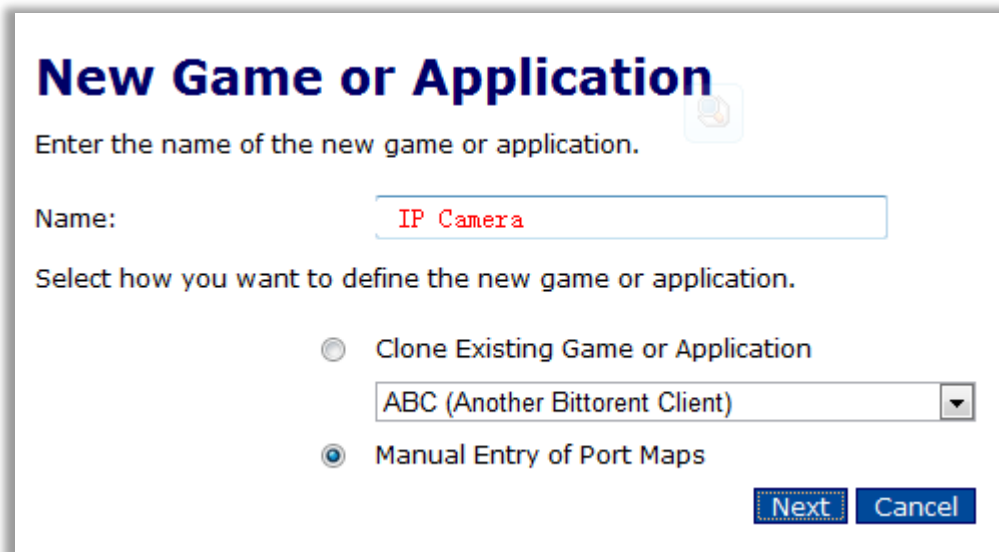 New Game or Application
Enter the name of the new game or application.
Name:
IP Camera
Select how you want to define the new game or application.
Clone Existing Game or Application
ABC (Another Bittorent Client)
Manual Entry of Port Maps
Next Cancel